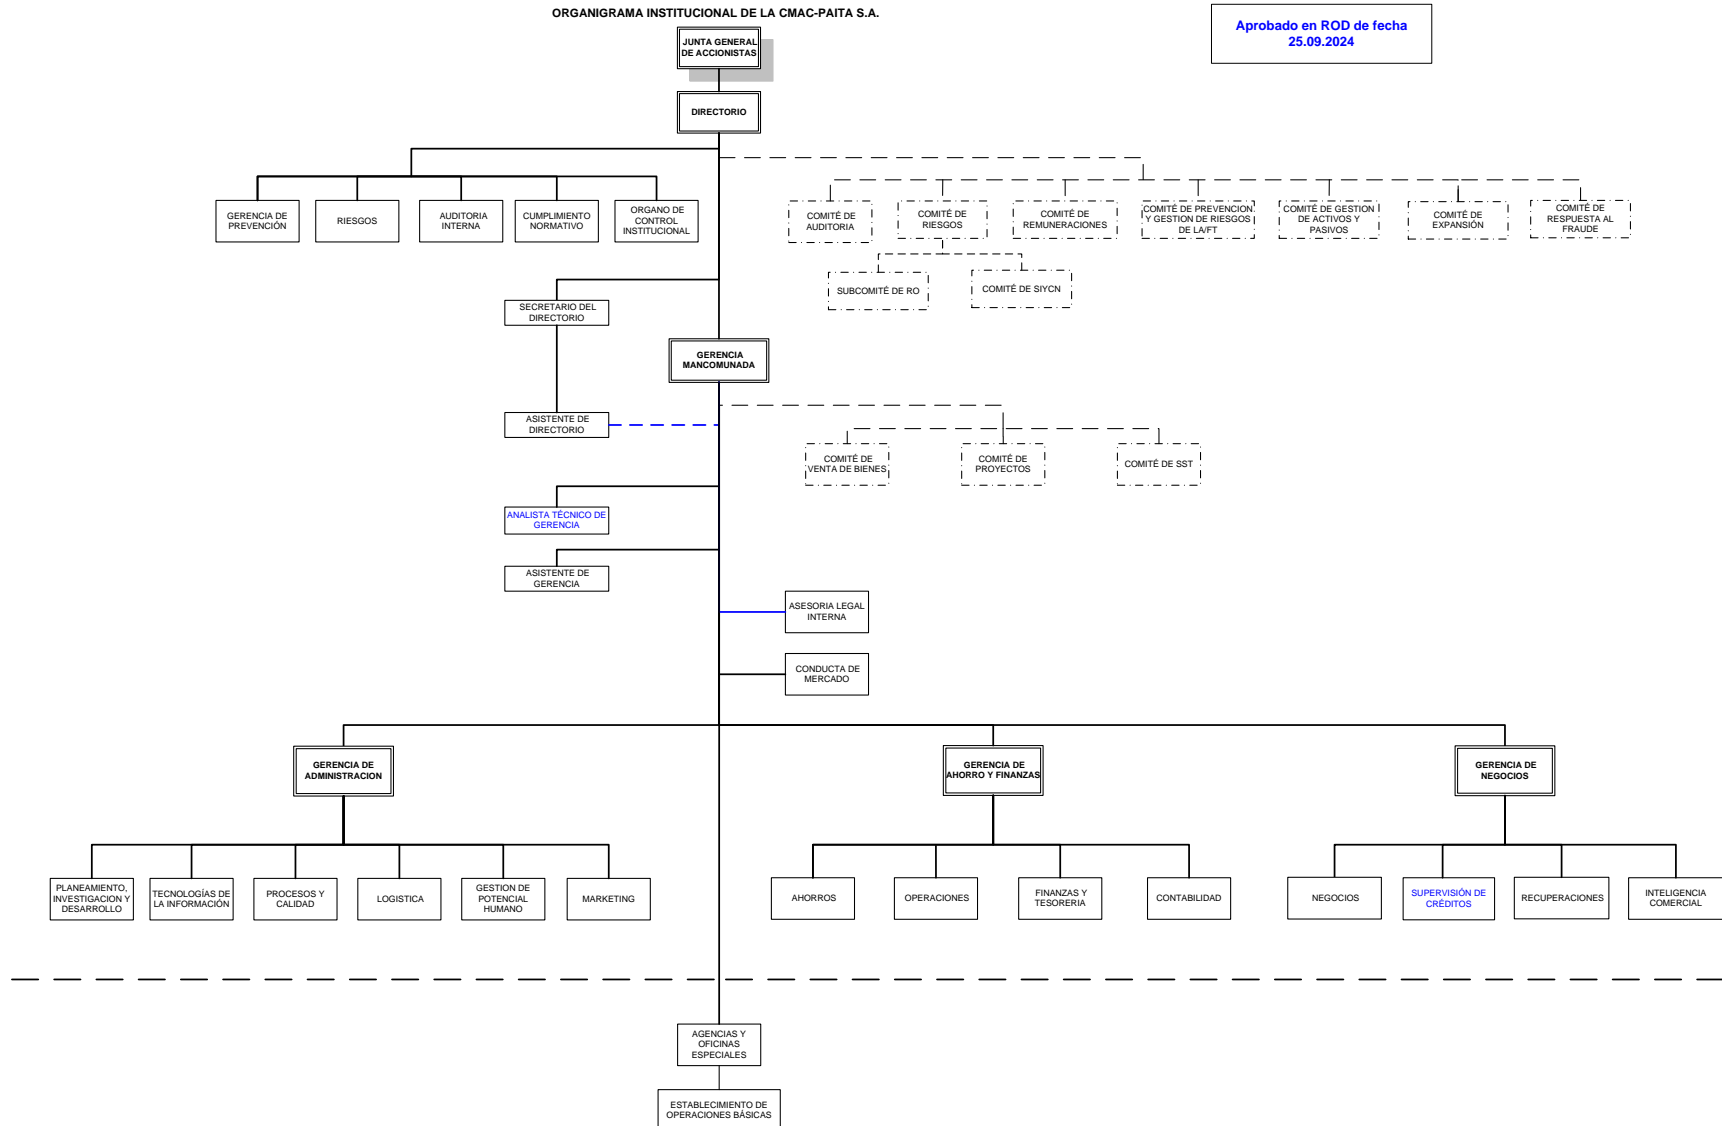 ORGANIGRAMA INSTITUCIONAL DE LA CMAC-PAITA S.A.
Aprobado en ROD de fecha
25.09.2024
JUNTA GENERAL
DE ACCIONISTAS
DIRECTORIO
GERENCIA DE
PREVENCIÓN
RIESGOS
AUDITORIA
INTERNA
CUMPLIMIENTO
NORMATIVO
ORGANO DE
CONTROL
INSTITUCIONAL
COMITÉ DE
AUDITORIA
COMITÉ DE
RIESGOS
COMITÉ DE
REMUNERACIONES
COMITÉ DE PREVENCION
Y GESTION DE RIESGOS
DE LA/FT
COMITÉ DE GESTION
DE ACTIVOS Y
PASIVOS
COMITÉ DE
EXPANSIÓN
COMITÉ DE
RESPUESTA AL
FRAUDE
SUBCOMITÉ DE RO
COMITÉ DE SIYCN
SECRETARIO DEL
DIRECTORIO
GERENCIA
MANCOMUNADA
ASISTENTE DE
DIRECTORIO
COMITÉ DE
VENTA DE BIENES
COMITÉ DE
PROYECTOS
COMITÉ DE SST
ANALISTA TÉCNICO DE
GERENCIA
ASISTENTE DE
GERENCIA
ASESORIA LEGAL
INTERNA
CONDUCTA DE
MERCADO
GERENCIA DE
ADMINISTRACION
GERENCIA DE
AHORRO Y FINANZAS
GERENCIA DE
NEGOCIOS
PLANEAMIENTO,
INVESTIGACION Y
DESARROLLO
TECNOLOGÍAS DE
LA INFORMACIÓN
PROCESOS Y
CALIDAD
LOGISTICA
GESTION DE
POTENCIAL
HUMANO
MARKETING
AHORROS
OPERACIONES
FINANZAS Y
TESORERIA
CONTABILIDAD
NEGOCIOS
SUPERVISIÓN DE
CRÉDITOS
RECUPERACIONES
INTELIGENCIA
COMERCIAL
AGENCIAS Y
OFICINAS
ESPECIALES
ESTABLECIMIENTO DE
OPERACIONES BÁSICAS